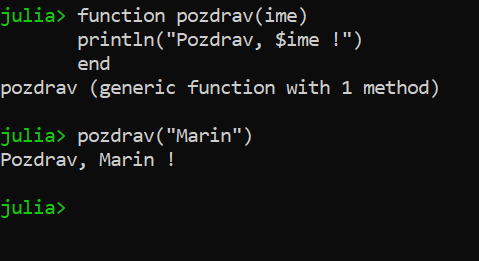 julia> function pozdrav(ime)
       println("Pozdrav, $ime !")
       end
pozdrav (generic function with 1 method)
julia> pozdrav("Marin")
Pozdrav, Marin !
julia>